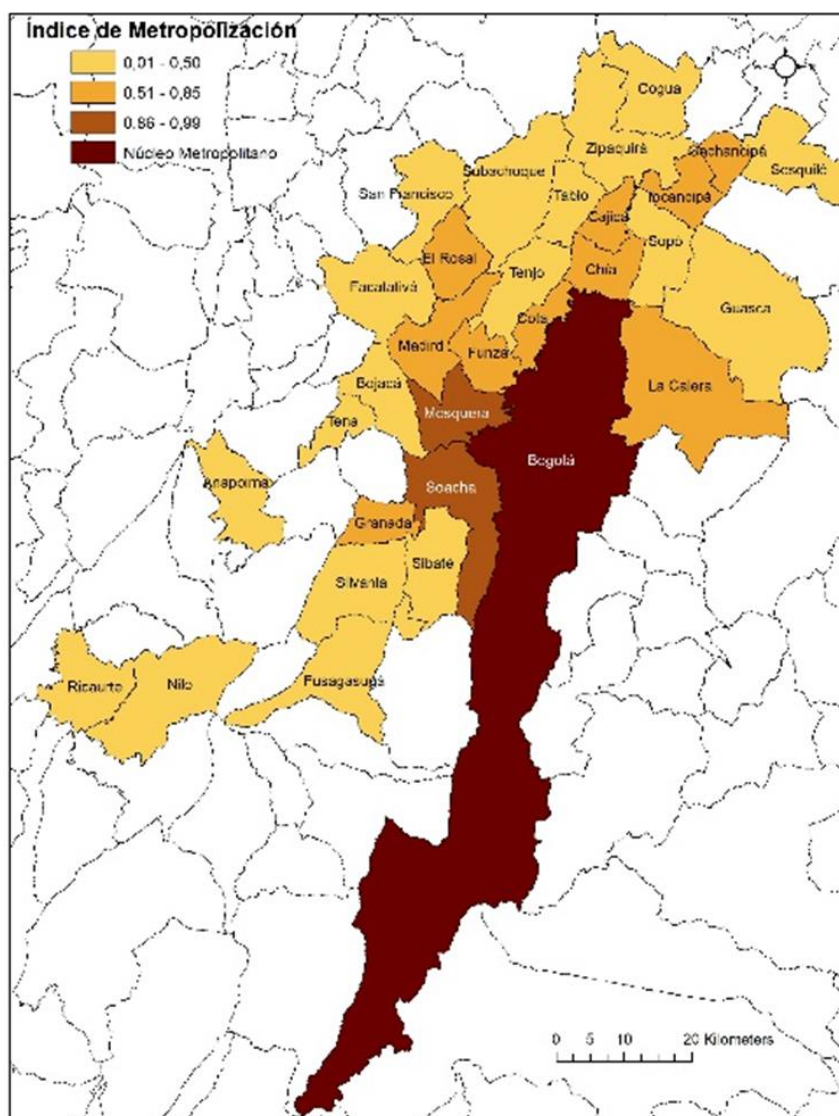 Índice de Metropolización
0,01 - 0,50
0,51 - 0,85
0,86 - 0,99
Núcleo Metropolitano
Cogua
Zipaquirá
Gachancipá
Sesquilé
Subachoque
San Francisco
Tabio
Tocancipá
Cajicá
Sopó
El Rosal
Tenjo
Chía
Facatativá
Guasca
Cota
Madird
Funza
Bojacá
La Calera
Mosquera
Tena
Bogotá
Anapoima
Soacha
Granada
Sibaté
Silvania
Ricaurte
Nilo
Fusagasugá
0 5 10 20 Kilometers